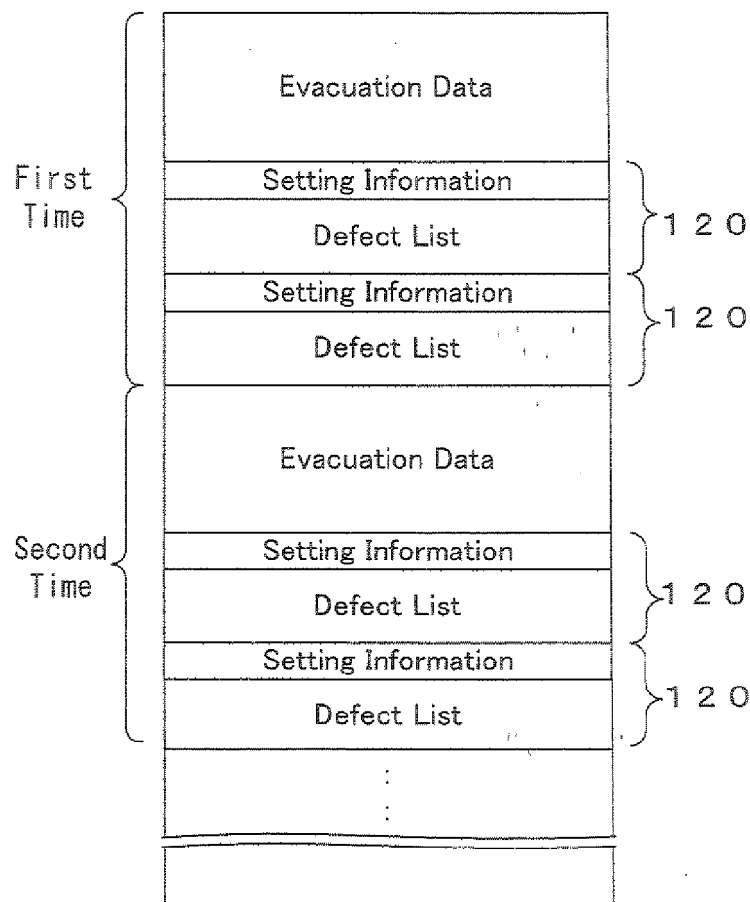 Evacuation Data
First
Time
Setting Information
Defect List
１２０
Setting Information
Defect List
１２０
Evacuation Data
Second
Time
Setting Information
Defect List
１２０
Setting Information
Defect List
１２０